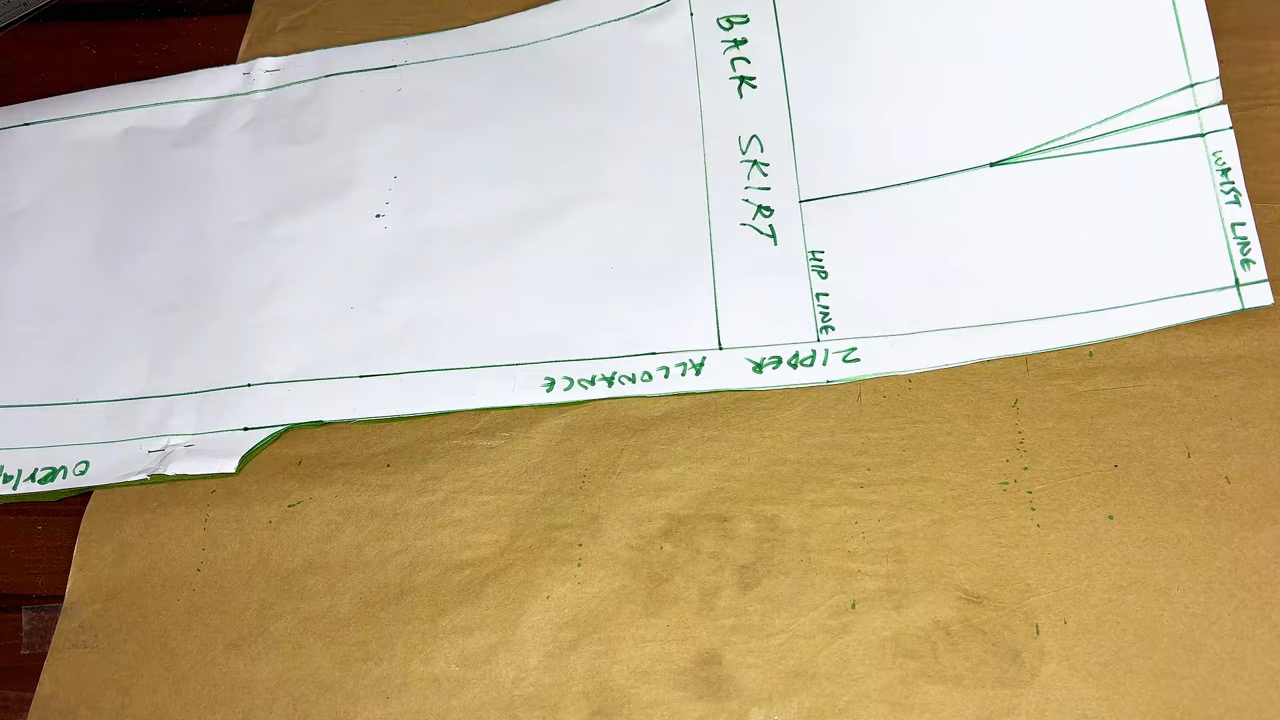 BACK SKIRT
WAIST LINE
HIP LINE
ZIPPER ALLOWANCE